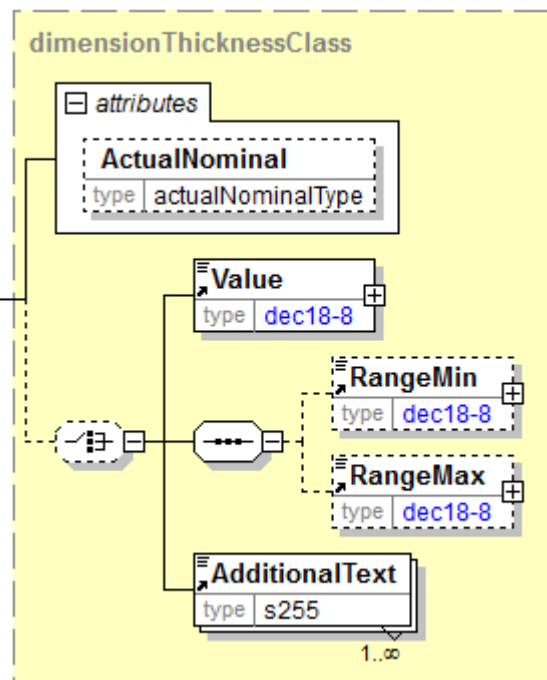 dimensionThicknessClass
attributes
ActualNominal
type actualNominalType
Value
type dec18-8
RangeMin
type dec18-8
RangeMax
type dec18-8
AdditionalText
type s255
1..∞